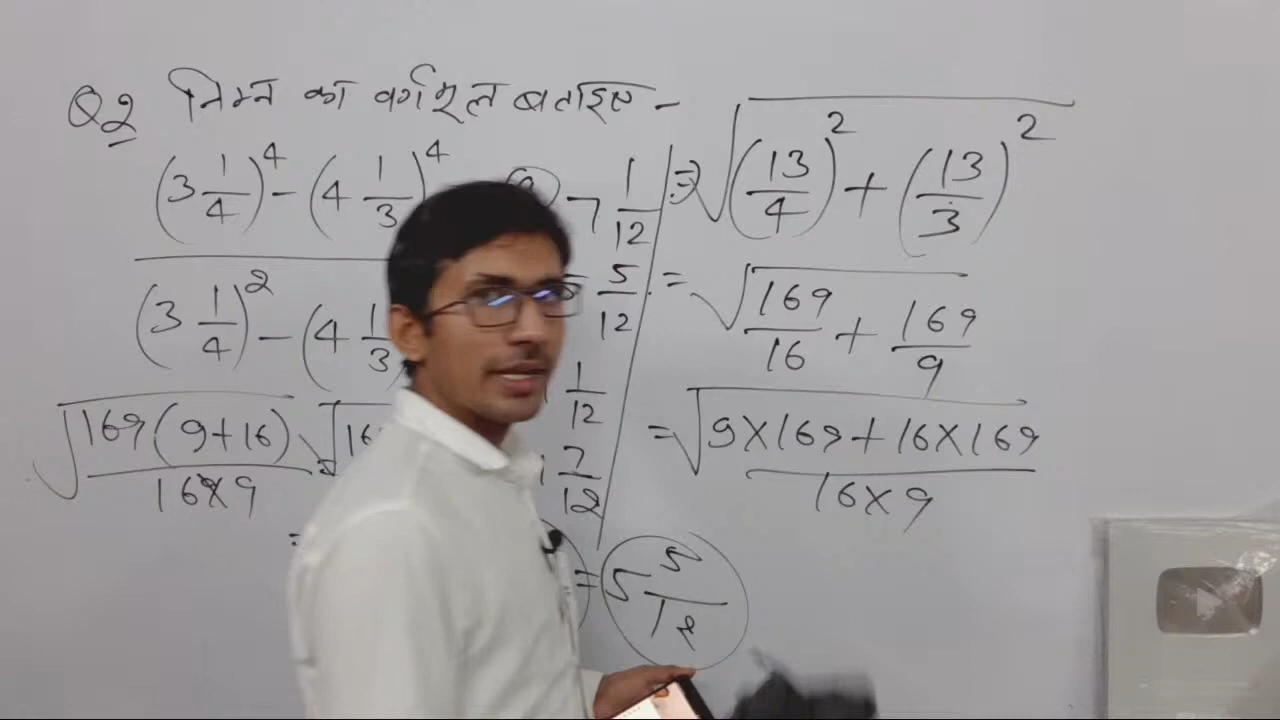 Q 2 निम्न का वर्गमूल बताइए -
(3 1/4)^4 - (4 1/3)^4
(3 1/4)^2 - (4 1/3
7 1/12
5/12
1/12
7/12
⇒ √((13/4)^2 + (13/3)^2)
= √(169/16 + 169/9)
= √((9×169+16×169)/(16×9))
√(169(9+16)/(16×9))
= 5 5/12